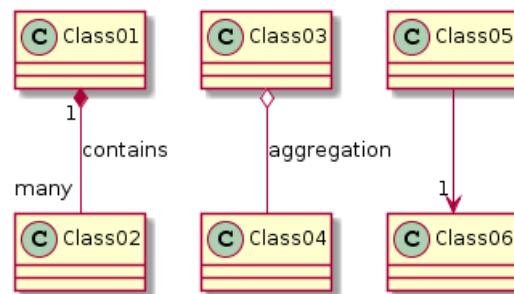 C Class01
C Class03
C Class05
1
contains
aggregation
many
1
C Class02
C Class04
C Class06